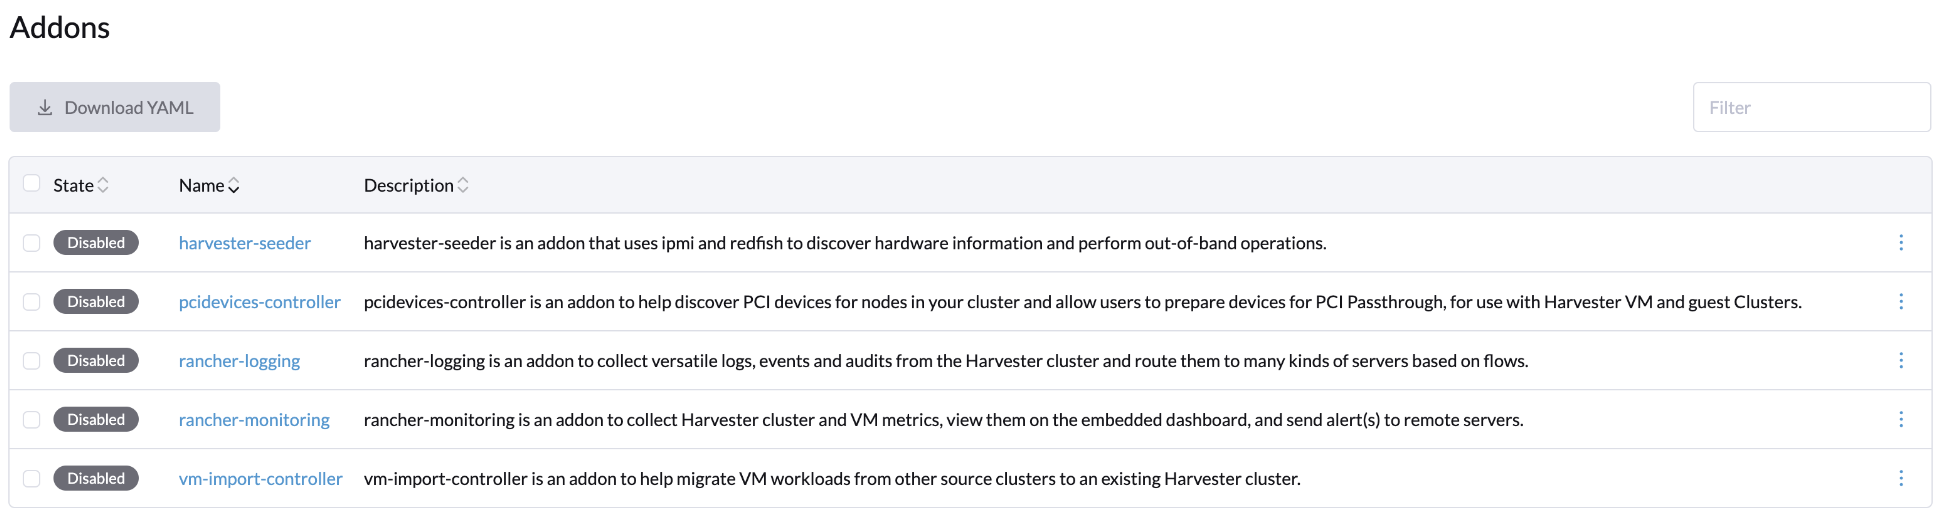 Addons
Download YAML
Filter
State Name Description
Disabled harvester-seeder harvester-seeder is an addon that uses ipmi and redfish to discover hardware information and perform out-of-band operations.
Disabled pcidevices-controller pcidevices-controller is an addon to help discover PCI devices for nodes in your cluster and allow users to prepare devices for PCI Passthrough, for use with Harvester VM and guest Clusters.
Disabled rancher-logging rancher-logging is an addon to collect versatile logs, events and audits from the Harvester cluster and route them to many kinds of servers based on flows.
Disabled rancher-monitoring rancher-monitoring is an addon to collect Harvester cluster and VM metrics, view them on the embedded dashboard, and send alert(s) to remote servers.
Disabled vm-import-controller vm-import-controller is an addon to help migrate VM workloads from other source clusters to an existing Harvester cluster.